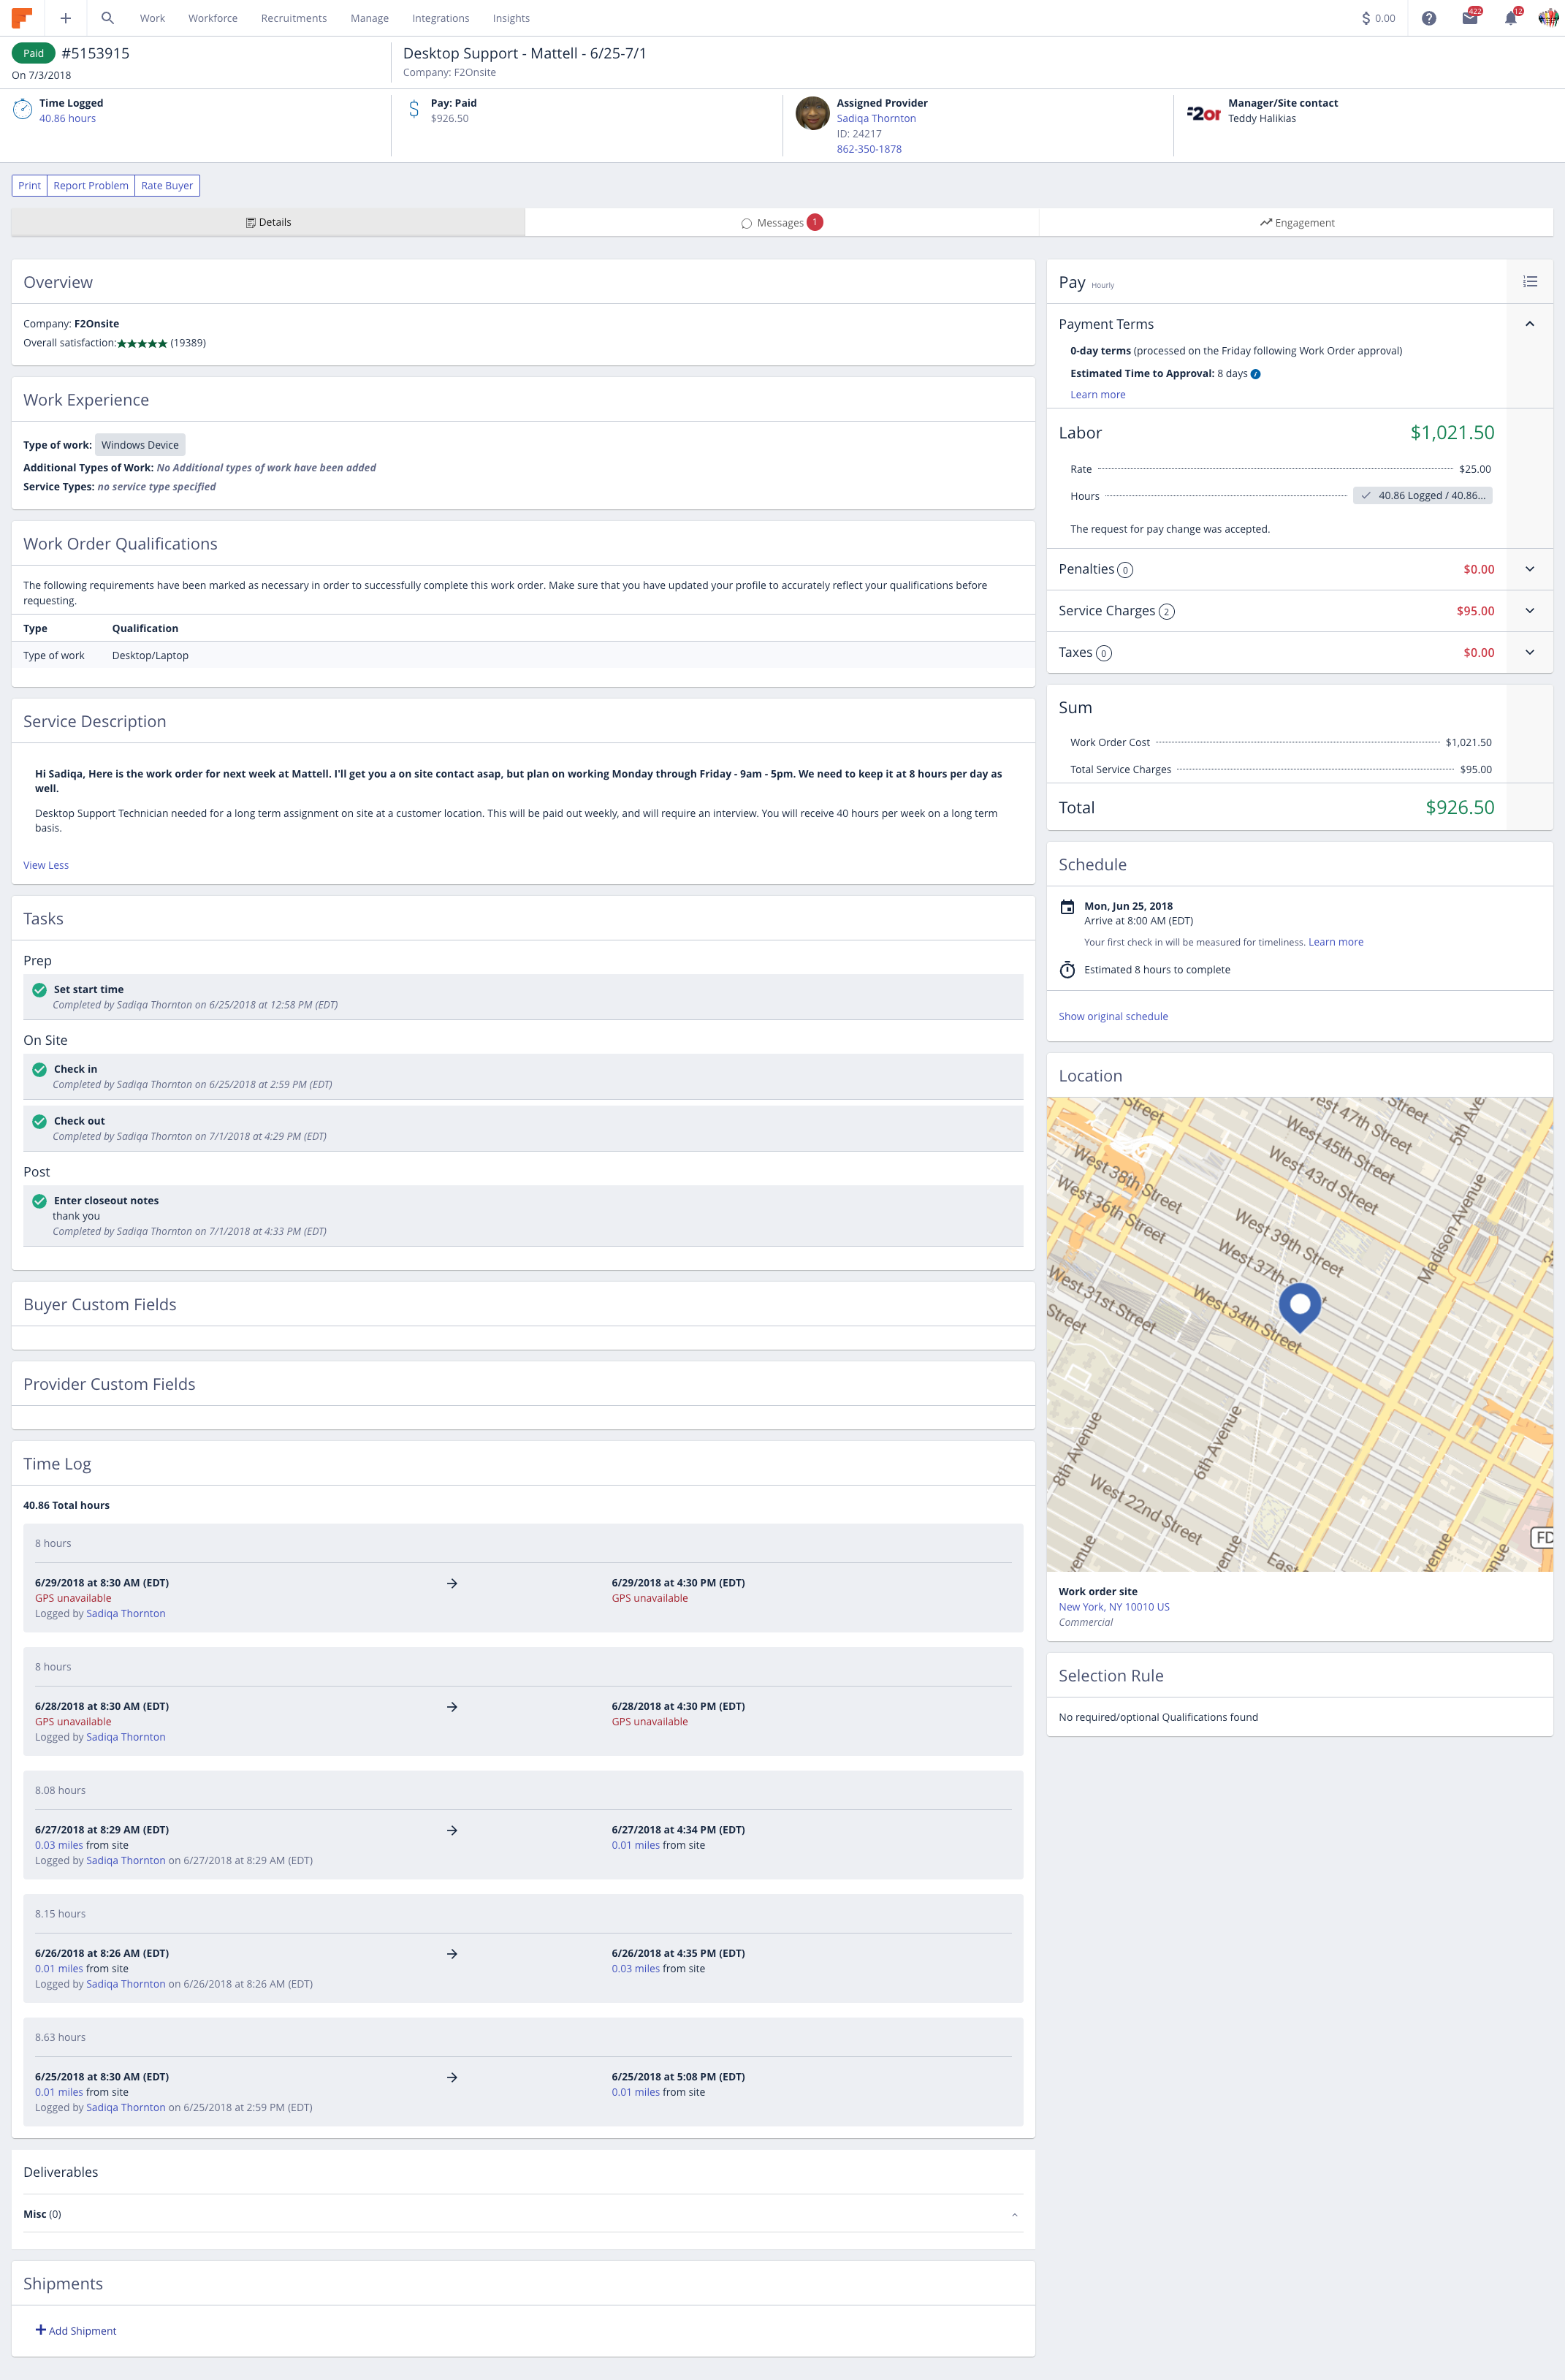 Work Workforce Recruitments Manage Integrations Insights
$ 0.00 422 12
Paid #5153915
On 7/3/2018
Desktop Support - Mattell - 6/25-7/1
Company: F2Onsite
Time Logged
40.86 hours
Pay: Paid
$926.50
Assigned Provider
Sadiqa Thornton
ID: 24217
862-350-1878
Manager/Site contact
Teddy Halikias
Print Report Problem Rate Buyer
Details
Messages 1
Engagement
Overview
Company: F2Onsite
Overall satisfaction: (19389)
Work Experience
Type of work: Windows Device
Additional Types of Work: No Additional types of work have been added
Service Types: no service type specified
Work Order Qualifications
The following requirements have been marked as necessary in order to successfully complete this work order. Make sure that you have updated your profile to accurately reflect your qualifications before
requesting.
Type Qualification
Type of work Desktop/Laptop
Service Description
Hi Sadiqa, Here is the work order for next week at Mattell. I'll get you a on site contact asap, but plan on working Monday through Friday - 9am - 5pm. We need to keep it at 8 hours per day as
well.
Desktop Support Technician needed for a long term assignment on site at a customer location. This will be paid out weekly, and will require an interview. You will receive 40 hours per week on a long term
basis.
View Less
Tasks
Prep
Set start time
Completed by Sadiqa Thornton on 6/25/2018 at 12:58 PM (EDT)
On Site
Check in
Completed by Sadiqa Thornton on 6/25/2018 at 2:59 PM (EDT)
Check out
Completed by Sadiqa Thornton on 7/1/2018 at 4:29 PM (EDT)
Post
Enter closeout notes
thank you
Completed by Sadiqa Thornton on 7/1/2018 at 4:33 PM (EDT)
Buyer Custom Fields
Provider Custom Fields
Time Log
40.86 Total hours
8 hours
6/29/2018 at 8:30 AM (EDT) 6/29/2018 at 4:30 PM (EDT)
GPS unavailable GPS unavailable
Logged by Sadiqa Thornton
8 hours
6/28/2018 at 8:30 AM (EDT) 6/28/2018 at 4:30 PM (EDT)
GPS unavailable GPS unavailable
Logged by Sadiqa Thornton
8.08 hours
6/27/2018 at 8:29 AM (EDT) 6/27/2018 at 4:34 PM (EDT)
0.03 miles from site 0.01 miles from site
Logged by Sadiqa Thornton on 6/27/2018 at 8:29 AM (EDT)
8.15 hours
6/26/2018 at 8:26 AM (EDT) 6/26/2018 at 4:35 PM (EDT)
0.01 miles from site 0.03 miles from site
Logged by Sadiqa Thornton on 6/26/2018 at 8:26 AM (EDT)
8.63 hours
6/25/2018 at 8:30 AM (EDT) 6/25/2018 at 5:08 PM (EDT)
0.01 miles from site 0.01 miles from site
Logged by Sadiqa Thornton on 6/25/2018 at 2:59 PM (EDT)
Deliverables
Misc (0)
Shipments
Add Shipment
Pay Hourly
Payment Terms
0-day terms (processed on the Friday following Work Order approval)
Estimated Time to Approval: 8 days
Learn more
Labor $1,021.50
Rate $25.00
Hours 40.86 Logged / 40.86...
The request for pay change was accepted.
Penalties 0 $0.00
Service Charges 2 $95.00
Taxes 0 $0.00
Sum
Work Order Cost $1,021.50
Total Service Charges $95.00
Total $926.50
Schedule
Mon, Jun 25, 2018
Arrive at 8:00 AM (EDT)
Your first check in will be measured for timeliness. Learn more
Estimated 8 hours to complete
Show original schedule
Location
West 47th Street
West 45th Street
West 43rd Street
5th Ave
West 38th Street
West 36th Street
West 39th Street
West 37th S
Madison Avenue
West 31st Street
West 34th Street
Street
8th Avenue
6th Avenue
West 22nd Street
East
venue
FD
Work order site
New York, NY 10010 US
Commercial
Selection Rule
No required/optional Qualifications found